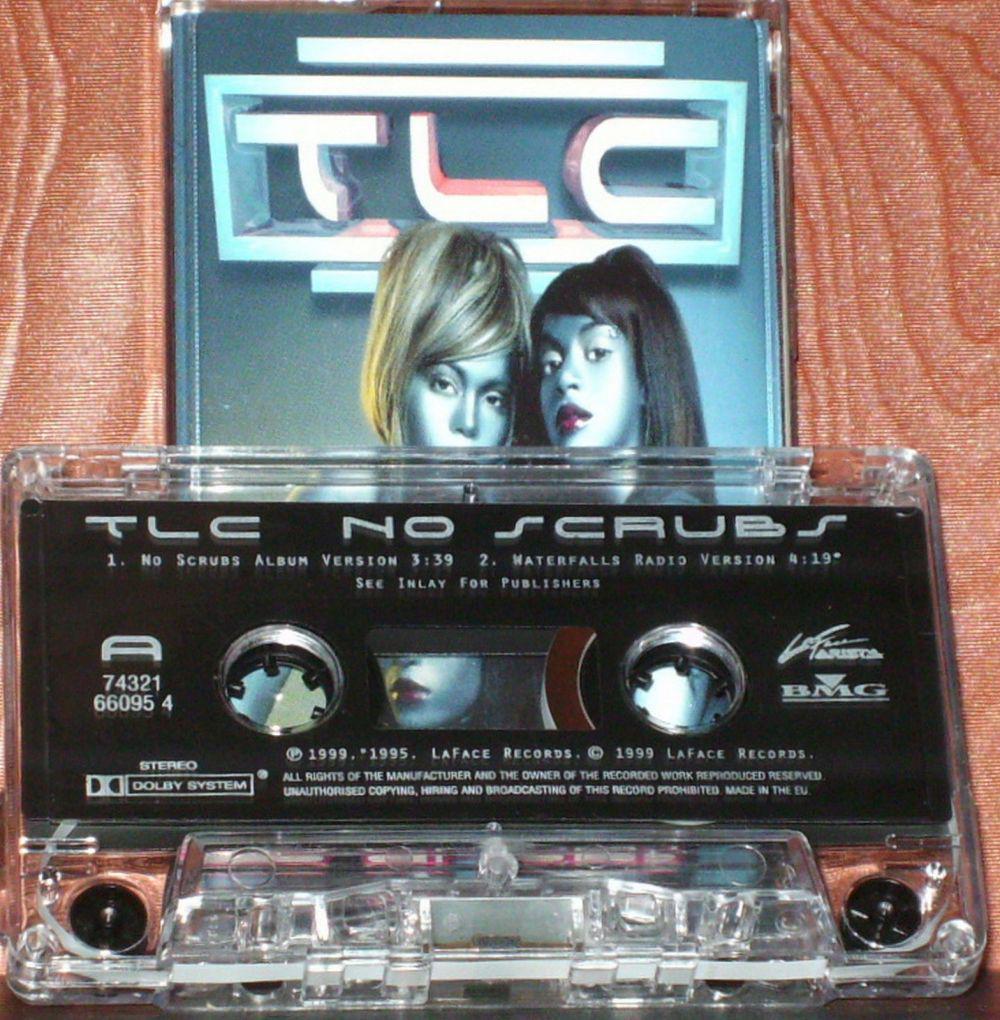 TLC
TLC NO SCRUBS
1. No Scrubs Album Version 3:39 2. Waterfalls Radio Version 4:19*
See Inlay For Publishers
A
74321
66095 4
LaFace
ARISTA
BMG
℗ 1999. *1995. LaFace Records. © 1999 LaFace Records.
STEREO
DOLBY SYSTEM ®
ALL RIGHTS OF THE MANUFACTURER AND THE OWNER OF THE RECORDED WORK REPRODUCED RESERVED.
UNAUTHORISED COPYING, HIRING AND BROADCASTING OF THIS RECORD PROHIBITED. MADE IN THE EU.